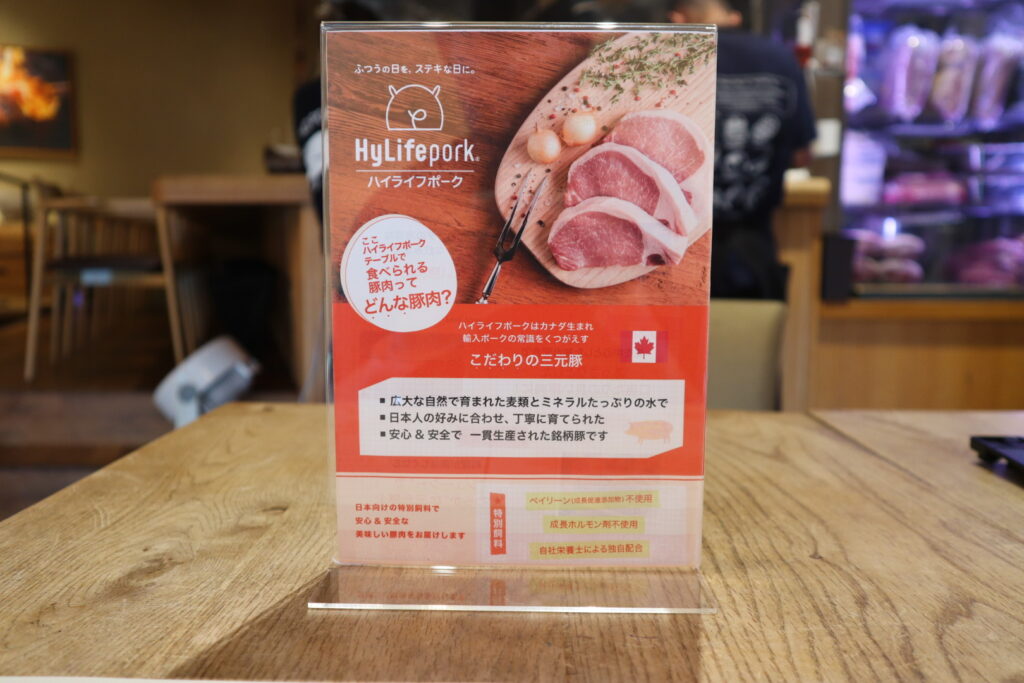 ふつうの日を、ステキな日に。
HyLifepork®
ハイライフポーク
ここ
ハイライフポーク
テーブルで
食べられる
豚肉って
どんな豚肉?
ハイライフポークはカナダ生まれ
輸入ポークの常識をくつがえす
こだわりの三元豚
■ 広大な自然で育まれた麦類とミネラルたっぷりの水で
■ 日本人の好みに合わせ、丁寧に育てられた
■ 安心 & 安全で 一貫生産された銘柄豚です
日本向けの特別飼料で
安心 & 安全な
美味しい豚肉をお届けします
特別飼料
ベイリーン(成長促進添加物)不使用
成長ホルモン剤不使用
自社栄養士による独自配合